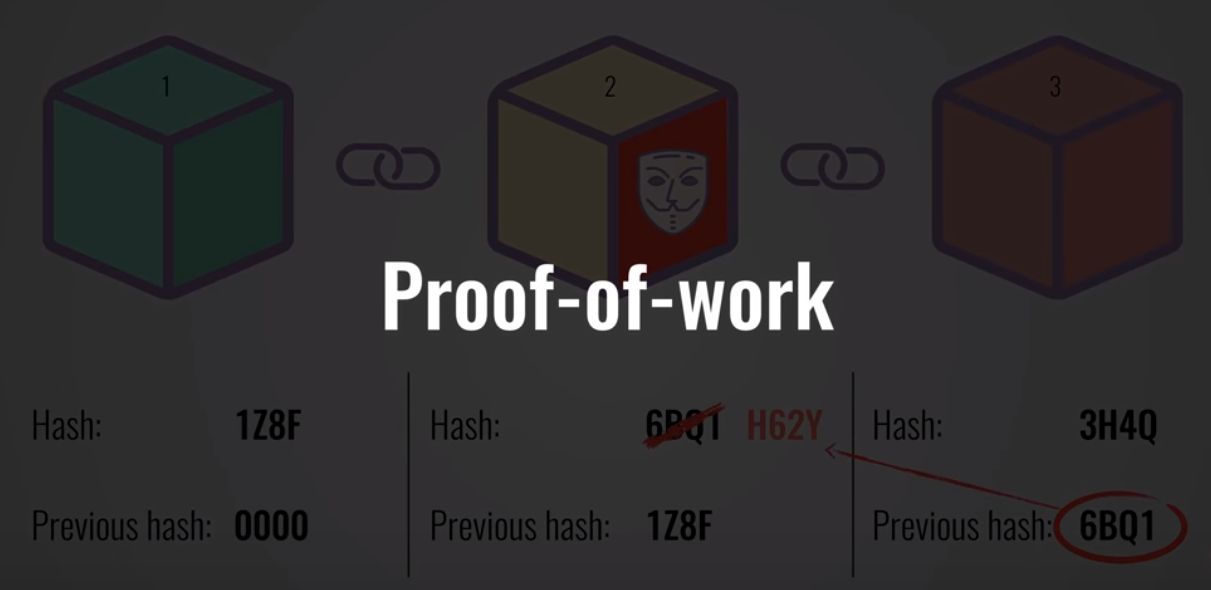 1
2
3
Proof-of-work
Hash: 1Z8F
Previous hash: 0000
Hash: 6BQ1 H62Y
Previous hash: 1Z8F
Hash: 3H4Q
Previous hash: 6BQ1